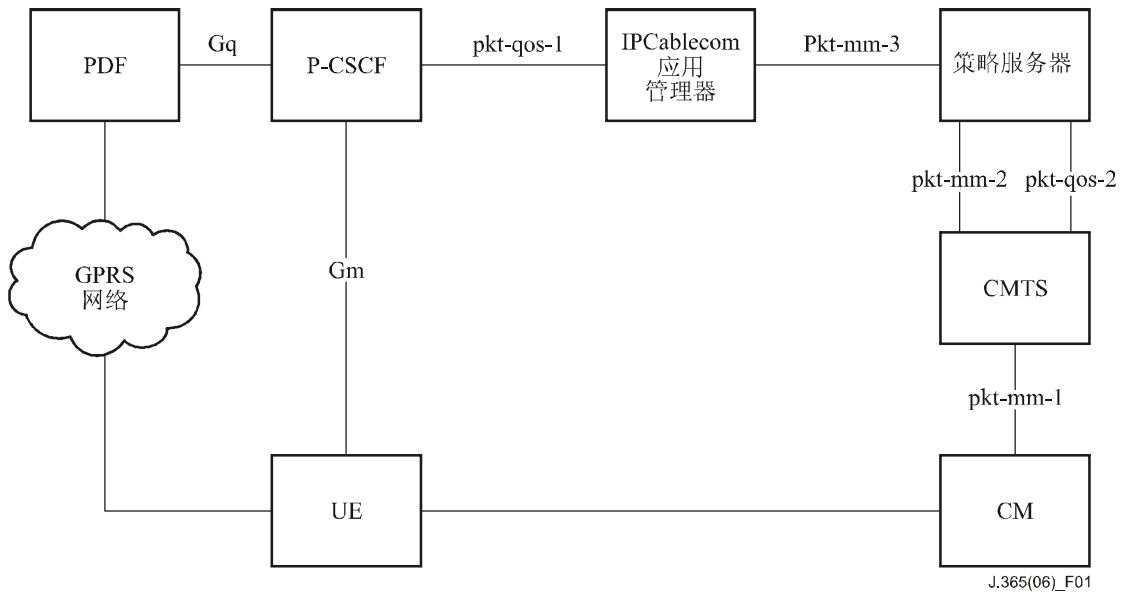 PDF
Gq
P-CSCF
pkt-qos-1
IPCablecom
应用
管理器
Pkt-mm-3
策略服务器
pkt-mm-2
pkt-qos-2
GPRS
网络
Gm
CMTS
pkt-mm-1
UE
CM
J.365(06)_F01